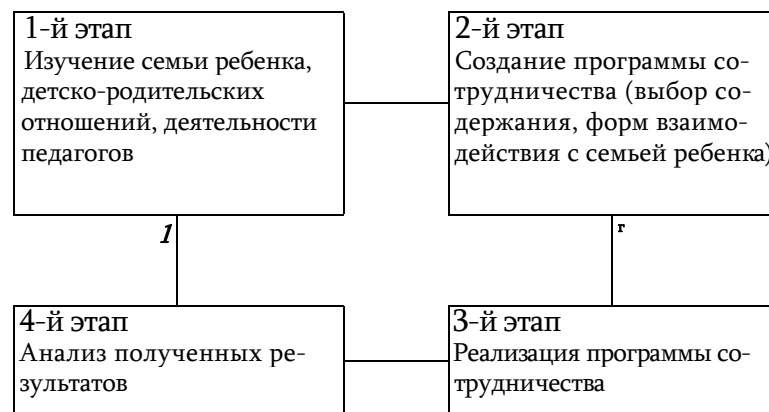 1-й этап
Изучение семьи ребенка,
детско-родительских
отношений, деятельности
педагогов
2-й этап
Создание программы со-
трудничества (выбор со-
держания, форм взаимо-
действия с семьей ребенка)
1
г
4-й этап
Анализ полученных ре-
зультатов
3-й этап
Реализация программы со-
трудничества